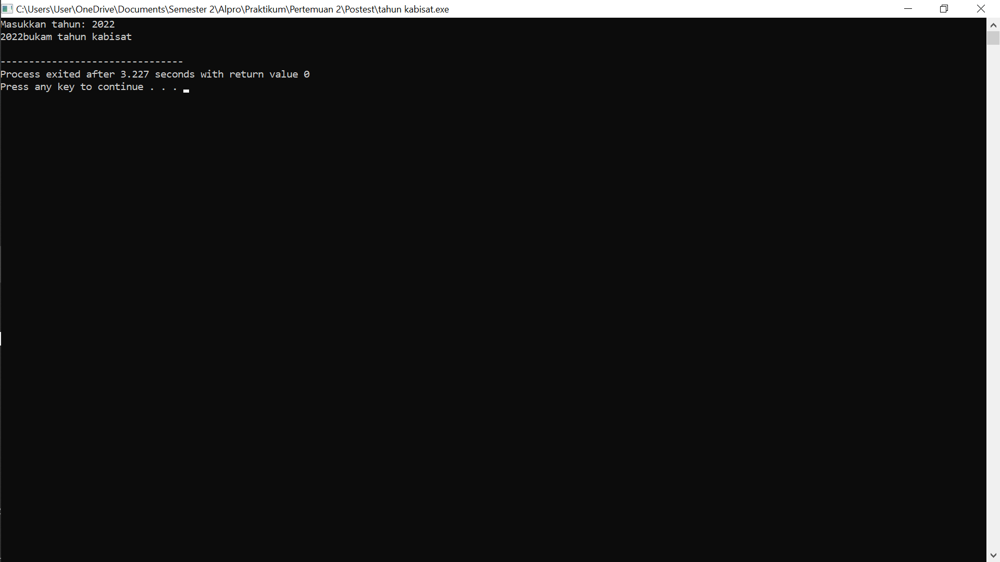 C:\Users\User\OneDrive\Documents\Semester 2\Alpro\Praktikum\Pertemuan 2\Postest\tahun kabisat.exe
Masukkan tahun: 2022
2022bukam tahun kabisat
--------------------------------
Process exited after 3.227 seconds with return value 0
Press any key to continue . . .